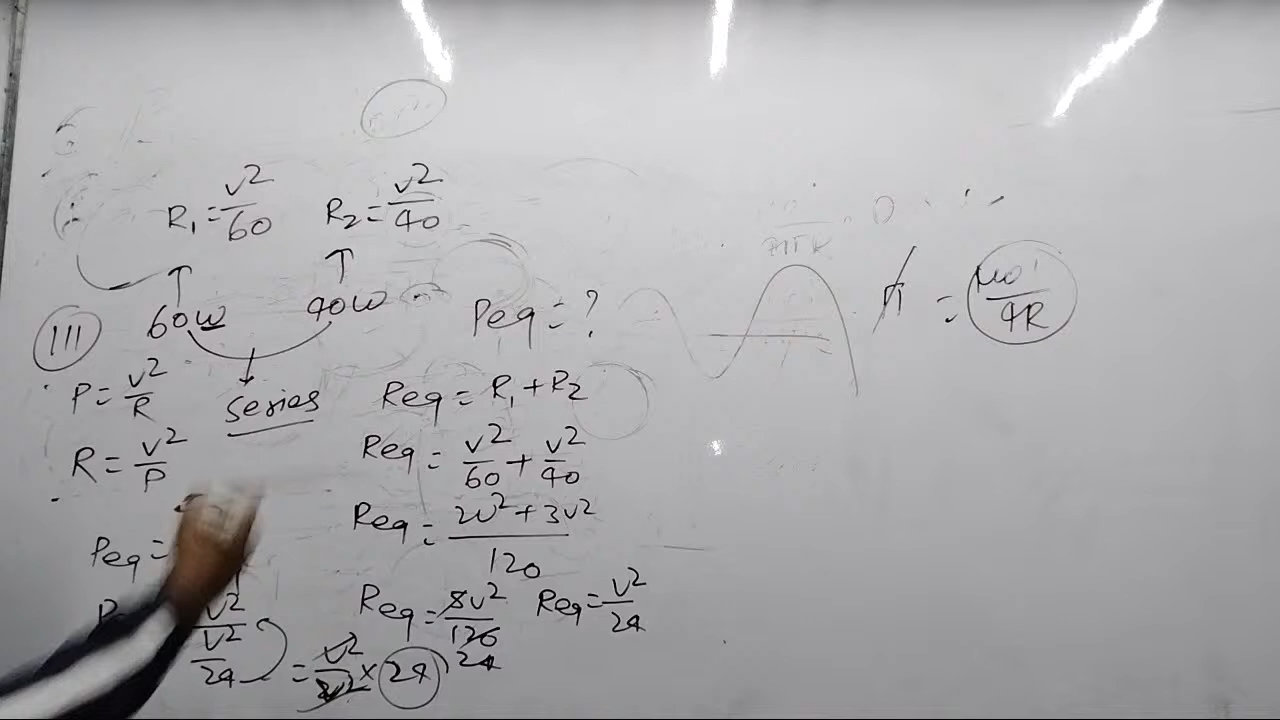 R₁ = V²/60 R₂ = V²/40
↑ ↑
III 60W 40W Peq = ?
P = V²/R Series Req = R₁ + R₂
R = V²/P Req = V²/60 + V²/40
Req = 2V² + 3V²/120
Peq =
Req = 5V²/120 24 Req = V²/24
V²/V²/24 = V²/V² × 24
= μ₀I/4R